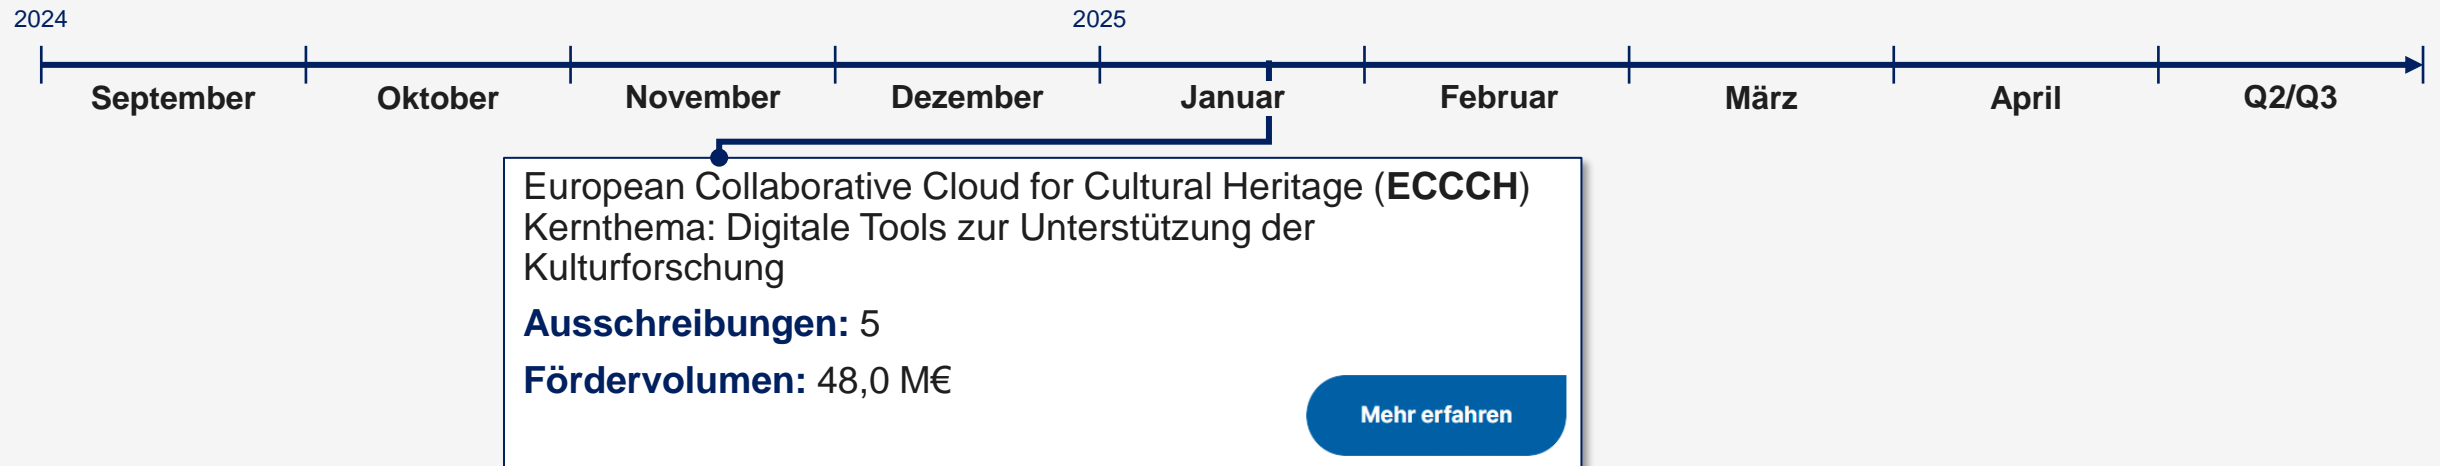 2024
2025
September
Oktober
November
Dezember
Januar
Februar
März
April
Q2/Q3
European Collaborative Cloud for Cultural Heritage (ECCCH)
Kernthema: Digitale Tools zur Unterstützung der
Kulturforschung
Ausschreibungen: 5
Fördervolumen: 48,0 M€
Mehr erfahren